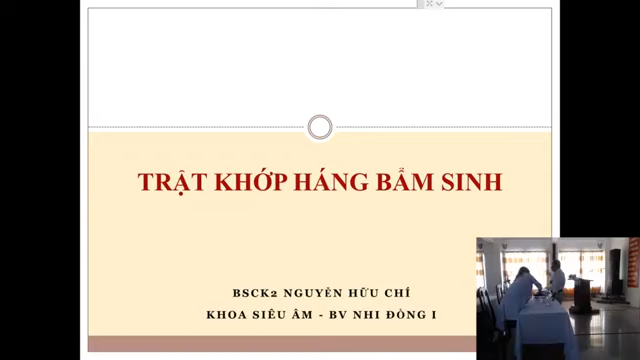 TRẬT KHỚP HÁNG BẨM SINH
BSCK2 NGUYỄN HỮU CHÍ
KHOA SIÊU ÂM - BV NHI ĐỒNG I